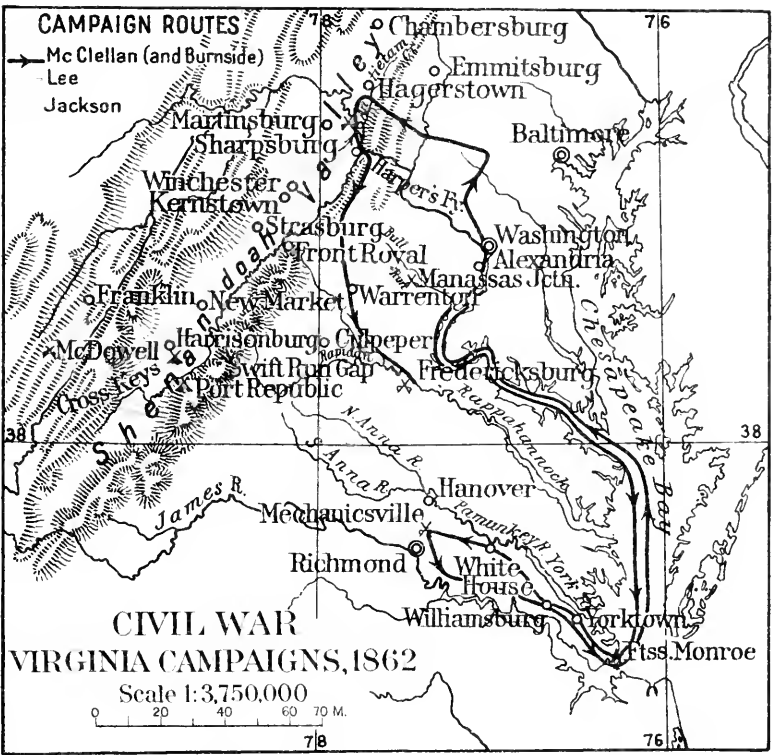 CAMPAIGN ROUTES
Mc Clellan (and Burnside)
Lee
Jackson
78
76
Chambersburg
Emmitsburg
Hagerstown
Martinsburg
Sharpsburg
Baltimore
Harper's Fy.
Winchester
Kernstown
Strasburg
Washington
Front Royal
Alexandria
Bull
Run
Manassas Jctn.
Franklin
New Market
Warrenton
Shenandoah Valley
Chesapeake Bay
McDowell
Harrisonburg
Culpeper
Cross Keys
Swift Run Gap
Rapidan
Fredericksburg
Port Republic
Rappahannock
38
38
N. Anna R.
S. Anna R.
Hanover
James R.
Mechanicsville
Pamunkey R.
York
Richmond
White
House
Williamsburg
Yorktown
Ftss. Monroe
CIVIL WAR
VIRGINIA CAMPAIGNS, 1862
Scale 1:3,750,000
0 20 40 60 70 M.
78
76